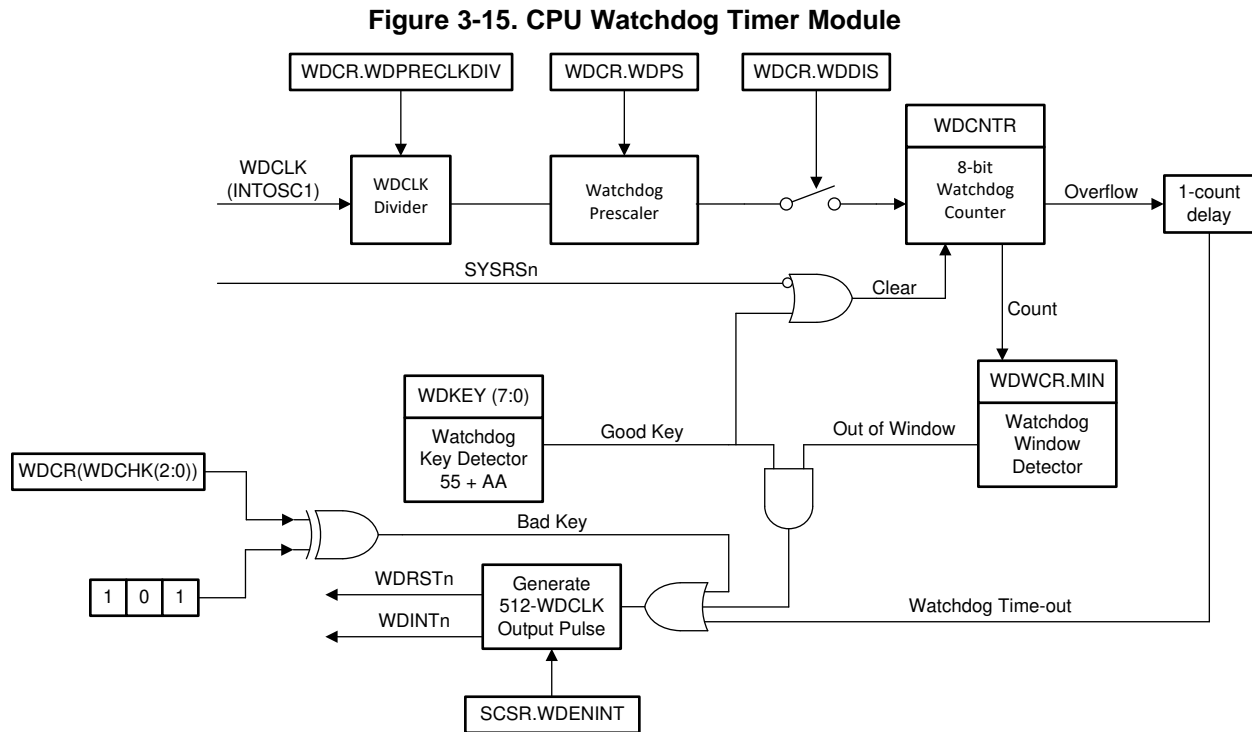 Figure 3-15. CPU Watchdog Timer Module
WDCR.WDPRECLKDIV
WDCR.WDPS
WDCR.WDDIS
WDCNTR
WDCLK
(INTOSC1)
WDCLK
Divider
Watchdog
Prescaler
8-bit
Watchdog
Counter
Overflow
1-count
delay
SYSRSn
Clear
Count
WDKEY (7:0)
Watchdog
Key Detector
55 + AA
Good Key
Out of Window
WDWCR.MIN
Watchdog
Window
Detector
WDCR(WDCHK(2:0))
Bad Key
1 0 1
WDRSTn
WDINTn
Generate
512-WDCLK
Output Pulse
Watchdog Time-out
SCSR.WDENINT